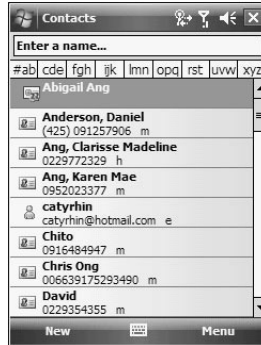 Contacts
Enter a name...
#ab cde fgh ijk lmn opq rst uvw xyz
Abigail Ang
Anderson, Daniel
(425) 091257906 m
Ang, Clarisse Madeline
0229772329 h
Ang, Karen Mae
0952023377 m
catyrhin
catyrhin@hotmail.com e
Chito
0916484947 m
Chris Ong
006639175293490 m
David
0229354355 m
New Menu